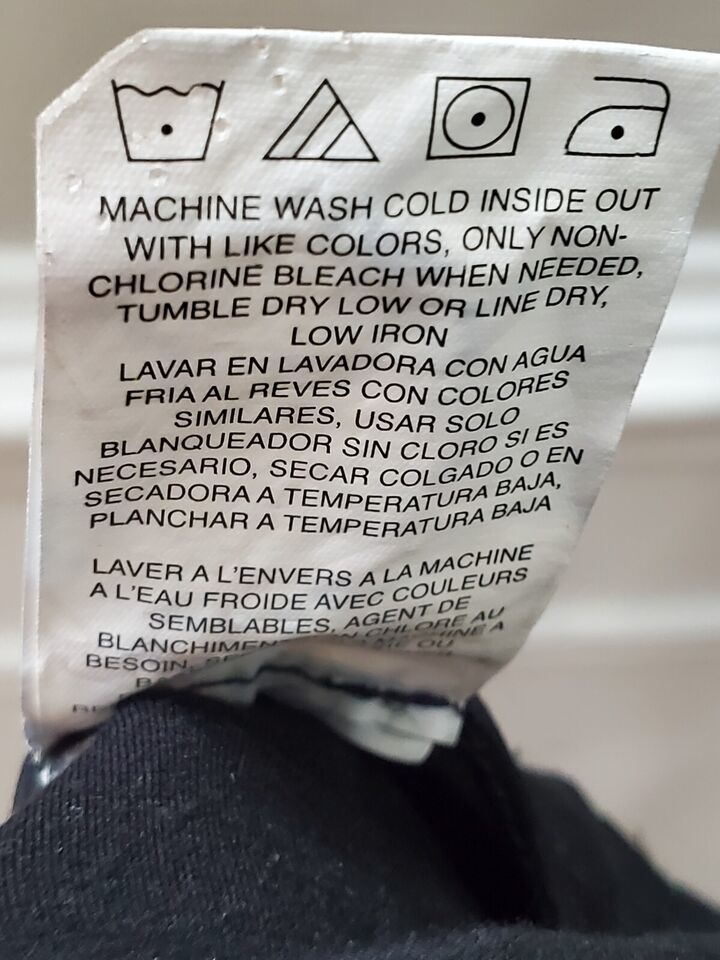 MACHINE WASH COLD INSIDE OUT
WITH LIKE COLORS, ONLY NON-
CHLORINE BLEACH WHEN NEEDED,
TUMBLE DRY LOW OR LINE DRY,
LOW IRON
LAVAR EN LAVADORA CON AGUA
FRIA AL REVES CON COLORES
SIMILARES, USAR SOLO
BLANQUEADOR SIN CLORO SI ES
NECESARIO, SECAR COLGADO O EN
SECADORA A TEMPERATURA BAJA,
PLANCHAR A TEMPERATURA BAJA
LAVER A L'ENVERS A LA MACHINE
A L'EAU FROIDE AVEC COULEURS
SEMBLABLES, AGENT DE
CHLORE AU
BESOIN,